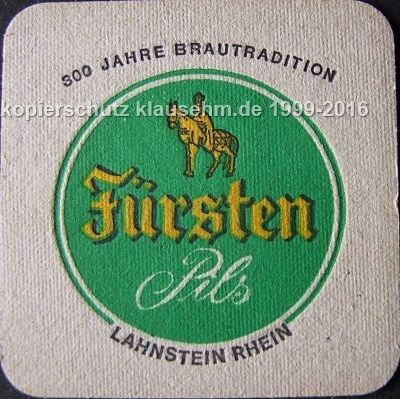 300 JAHRE BRAUTRADITION
kopierschutz klausehm.de 1999-2016
Fürsten
Pils
LAHNSTEIN RHEIN